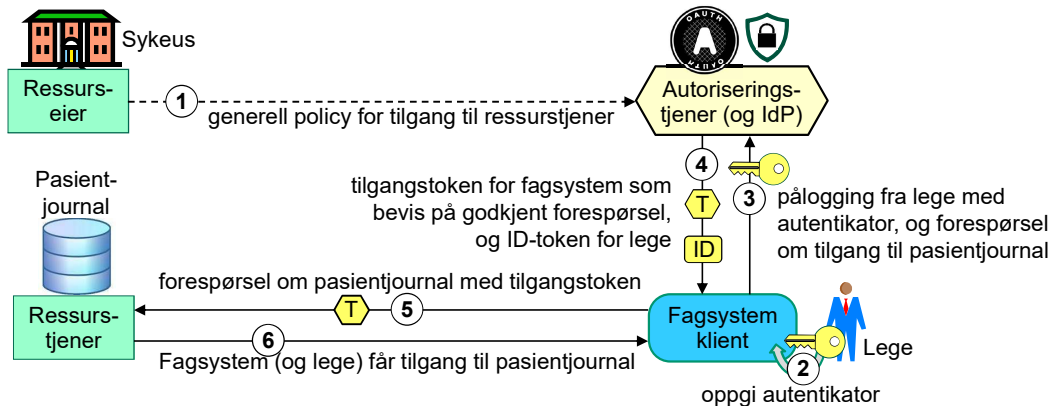 OAUTH
A
OAUTH
Sykeus
Ressurs-
eier
1
generell policy for tilgang til ressurstjener
Autoriserings-
tjener (og IdP)
Pasient-
journal
tilgangstoken for fagsystem som
bevis på godkjent forespørsel,
og ID-token for lege
4
T
ID
3
pålogging fra lege med
autentikator, og forespørsel
om tilgang til pasientjournal
forespørsel om pasientjournal med tilgangstoken
T
5
Ressurs-
tjener
6
Fagsystem (og lege) får tilgang til pasientjournal
Fagsystem
klient
Lege
2
oppgi autentikator